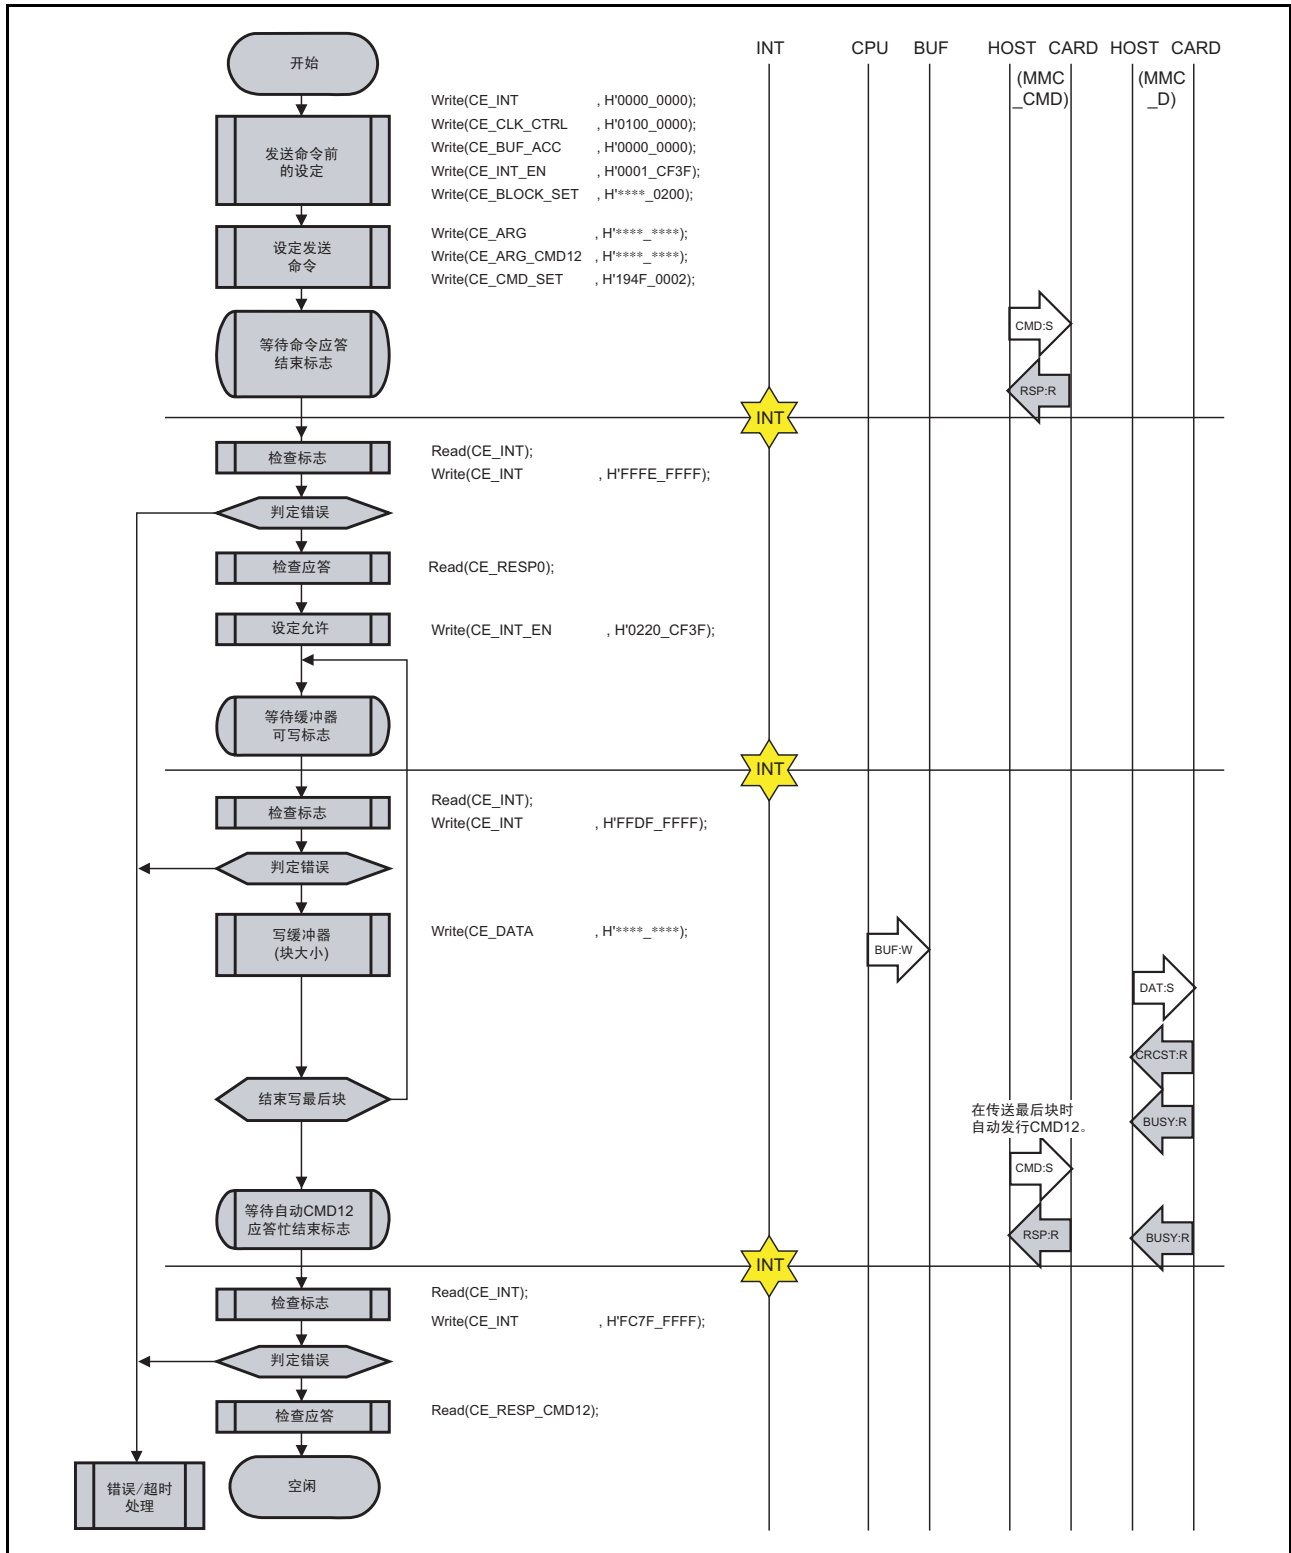 INT CPU BUF HOST CARD HOST CARD
(MMC
_CMD)
(MMC
_D)
开始
Write(CE_INT , H'0000_0000);
Write(CE_CLK_CTRL , H'0100_0000);
Write(CE_BUF_ACC , H'0000_0000);
Write(CE_INT_EN , H'0001_CF3F);
Write(CE_BLOCK_SET , H'****_0200);
发送命令前
的设定
Write(CE_ARG , H'****_****);
Write(CE_ARG_CMD12 , H'****_****);
Write(CE_CMD_SET , H'194F_0002);
设定发送
命令
等待命令应答
结束标志
CMD:S
RSP:R
INT
检查标志
Read(CE_INT);
Write(CE_INT , H'FFFE_FFFF);
判定错误
检查应答
Read(CE_RESP0);
设定允许
Write(CE_INT_EN , H'0220_CF3F);
等待缓冲器
可写标志
INT
检查标志
Read(CE_INT);
Write(CE_INT , H'FFDF_FFFF);
判定错误
写缓冲器
(块大小)
Write(CE_DATA , H'****_****);
BUF:W
DAT:S
CRCST:R
结束写最后块
在传送最后块时
自动发行CMD12。
BUSY:R
CMD:S
等待自动CMD12
应答忙结束标志
RSP:R
BUSY:R
INT
检查标志
Read(CE_INT);
Write(CE_INT , H'FC7F_FFFF);
判定错误
检查应答
Read(CE_RESP_CMD12);
错误/超时
处理
空闲